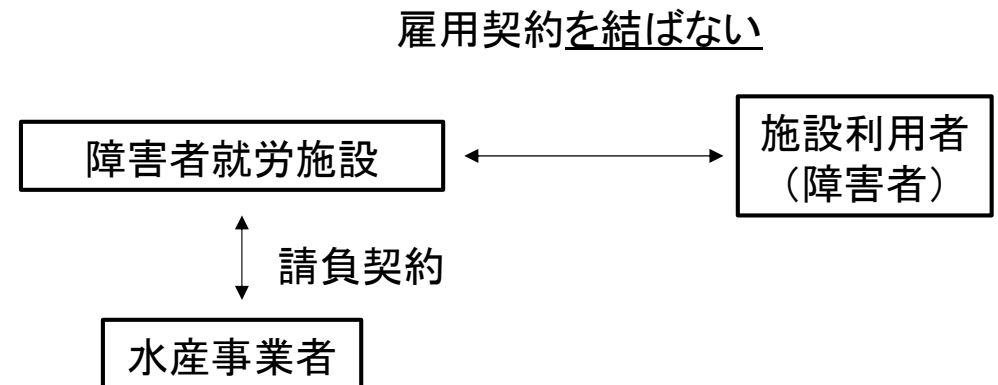 雇用契約を結ばない
障害者就労施設
施設利用者
（障害者）
請負契約
水産事業者